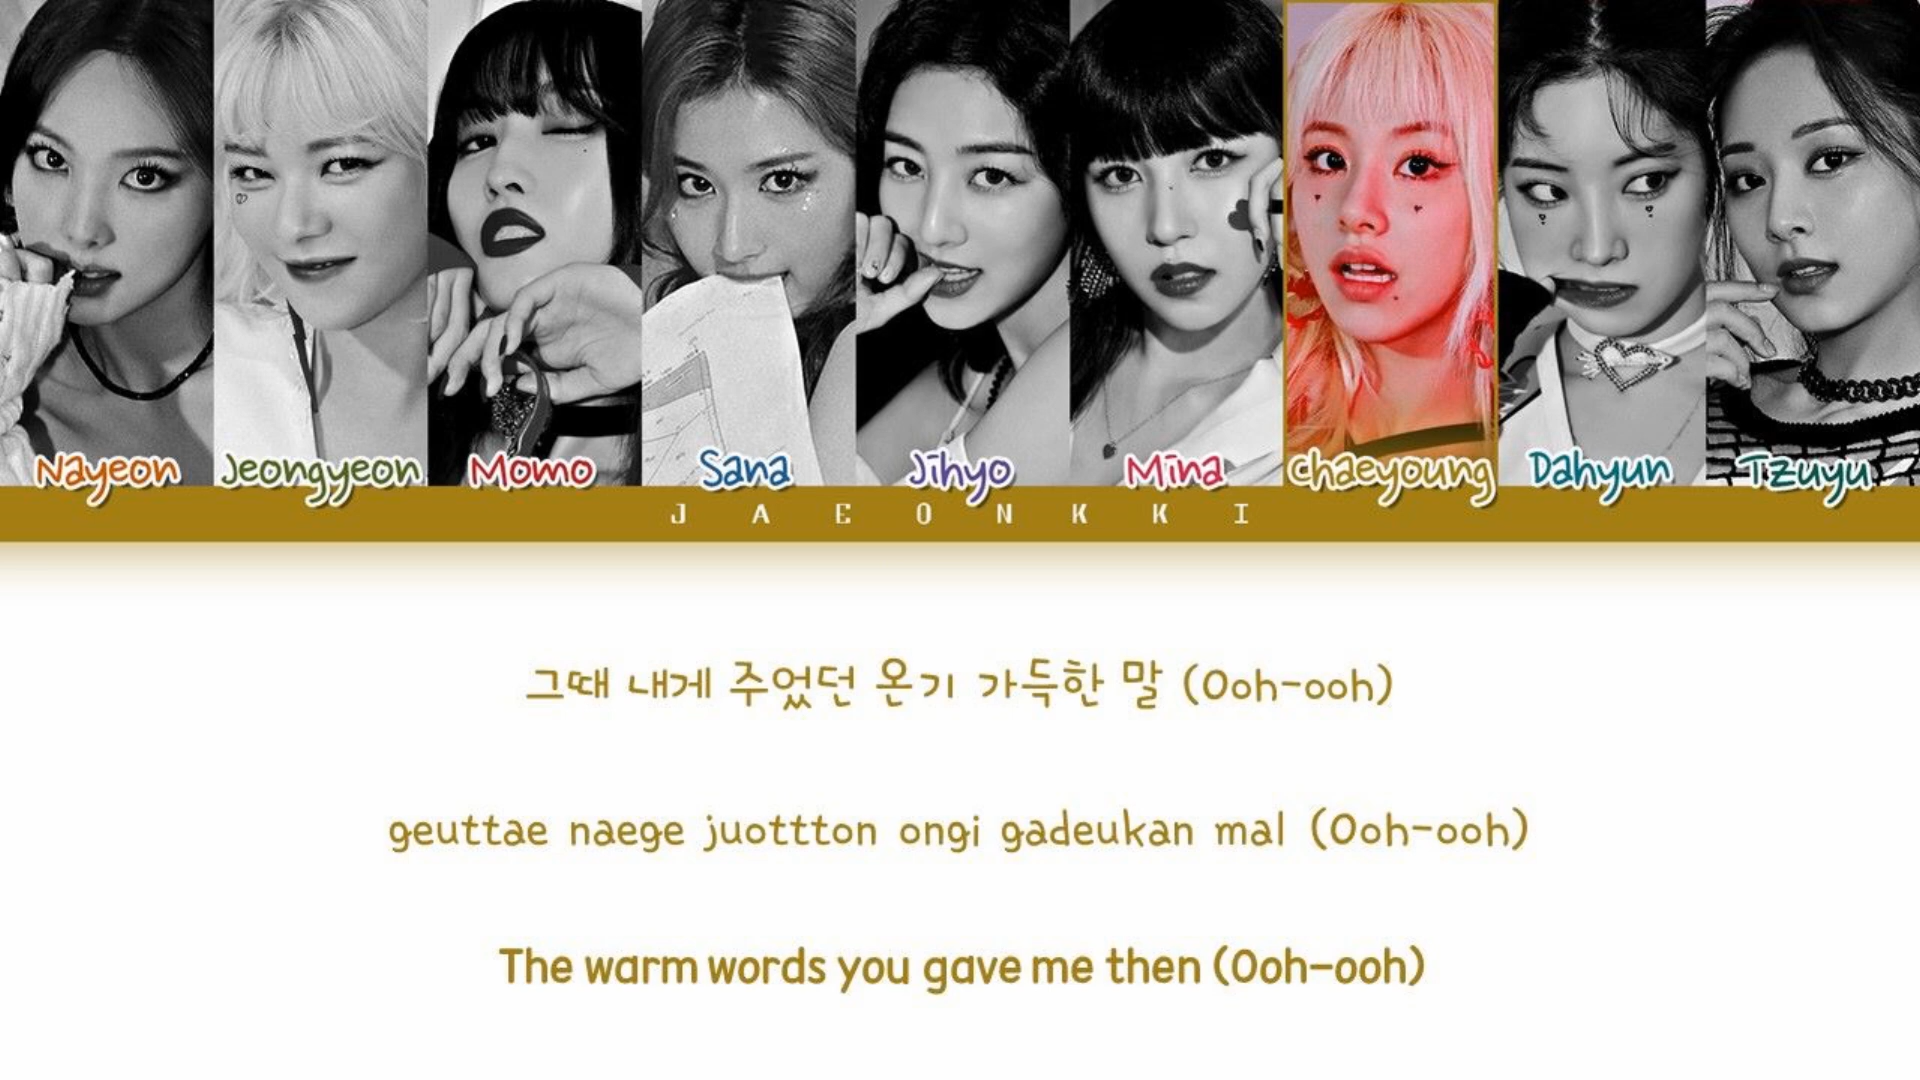 Nayeon Jeongyeon Momo Sana Jihyo Mina Chaeyoung Dahyun Tzuyu
JAEONKKI
그때 내게 주었던 온기 가득한 말 (Ooh-ooh)
geuttae naege juottton ongi gadeukan mal (Ooh-ooh)
The warm words you gave me then (Ooh-ooh)